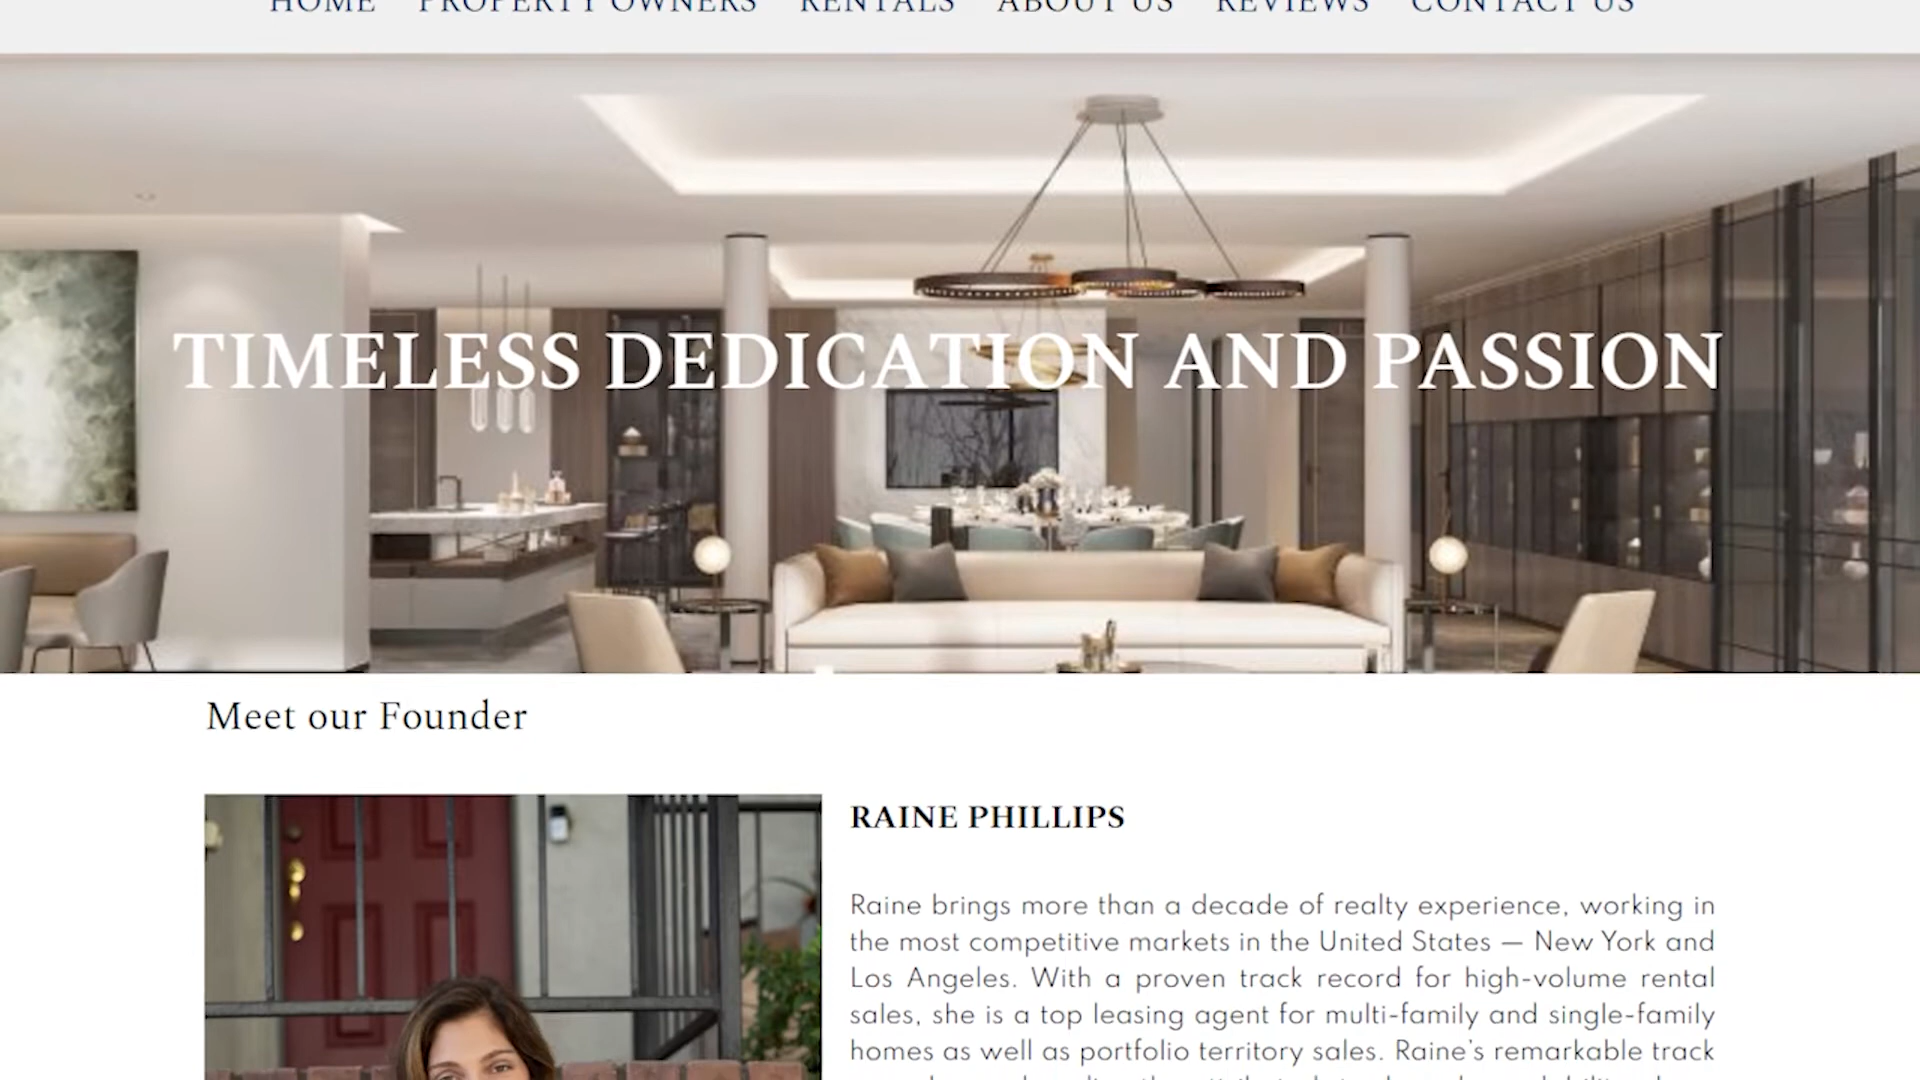 HOME PROPERTY OWNERS RENTALS ABOUT US REVIEWS CONTACT US
TIMELESS DEDICATION AND PASSION
Meet our Founder
RAINE PHILLIPS
Raine brings more than a decade of realty experience, working in
the most competitive markets in the United States — New York and
Los Angeles. With a proven track record for high-volume rental
sales, she is a top leasing agent for multi-family and single-family
homes as well as portfolio territory sales. Raine's remarkable track